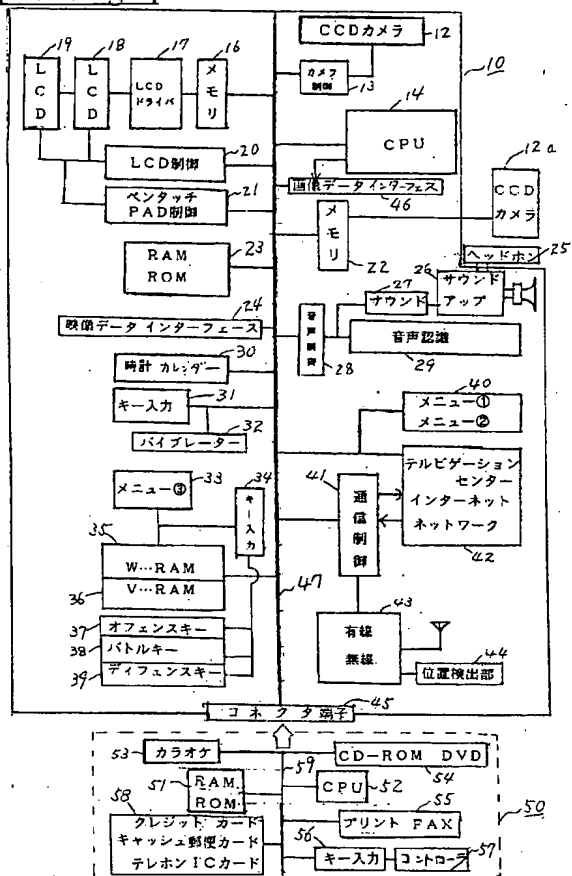 19
18
17
16
LCD
LCD
LCD
ドライバ
メモリ
CCDカメラ
12
カメラ
制御
13
10
14
CPU
LCD制御
20
ペンタッチ
PAD制御
21
画像データインターフェス
46
12a
CCD
カメラ
メモリ
22
RAM
ROM
23
ヘッドホン
25
26
サウンド
アップ
27
サウンド
24
映像データ インターフェース
音声制御
28
音声認識
29
30
時計 カレンダー
キー入力
31
バイブレーター
32
40
メニュー①
メニュー②
メニュー③
33
34
キー入力
41
通信制御
テルビゲーション
センター
インターネット
ネットワーク
42
35
W…RAM
36
V…RAM
47
43
有線
無線
37
オフェンスキー
38
バトルキー
39
ディフェンスキー
44
位置検出部
コネクタ端子
45
53
カラオケ
59
CD-ROM DVD
54
51
RAM
ROM
CPU
52
50
58
クレジット カード
キャッシュ郵便カード
テレホンICカード
プリント FAX
55
56
キー入力
コントローラ
57